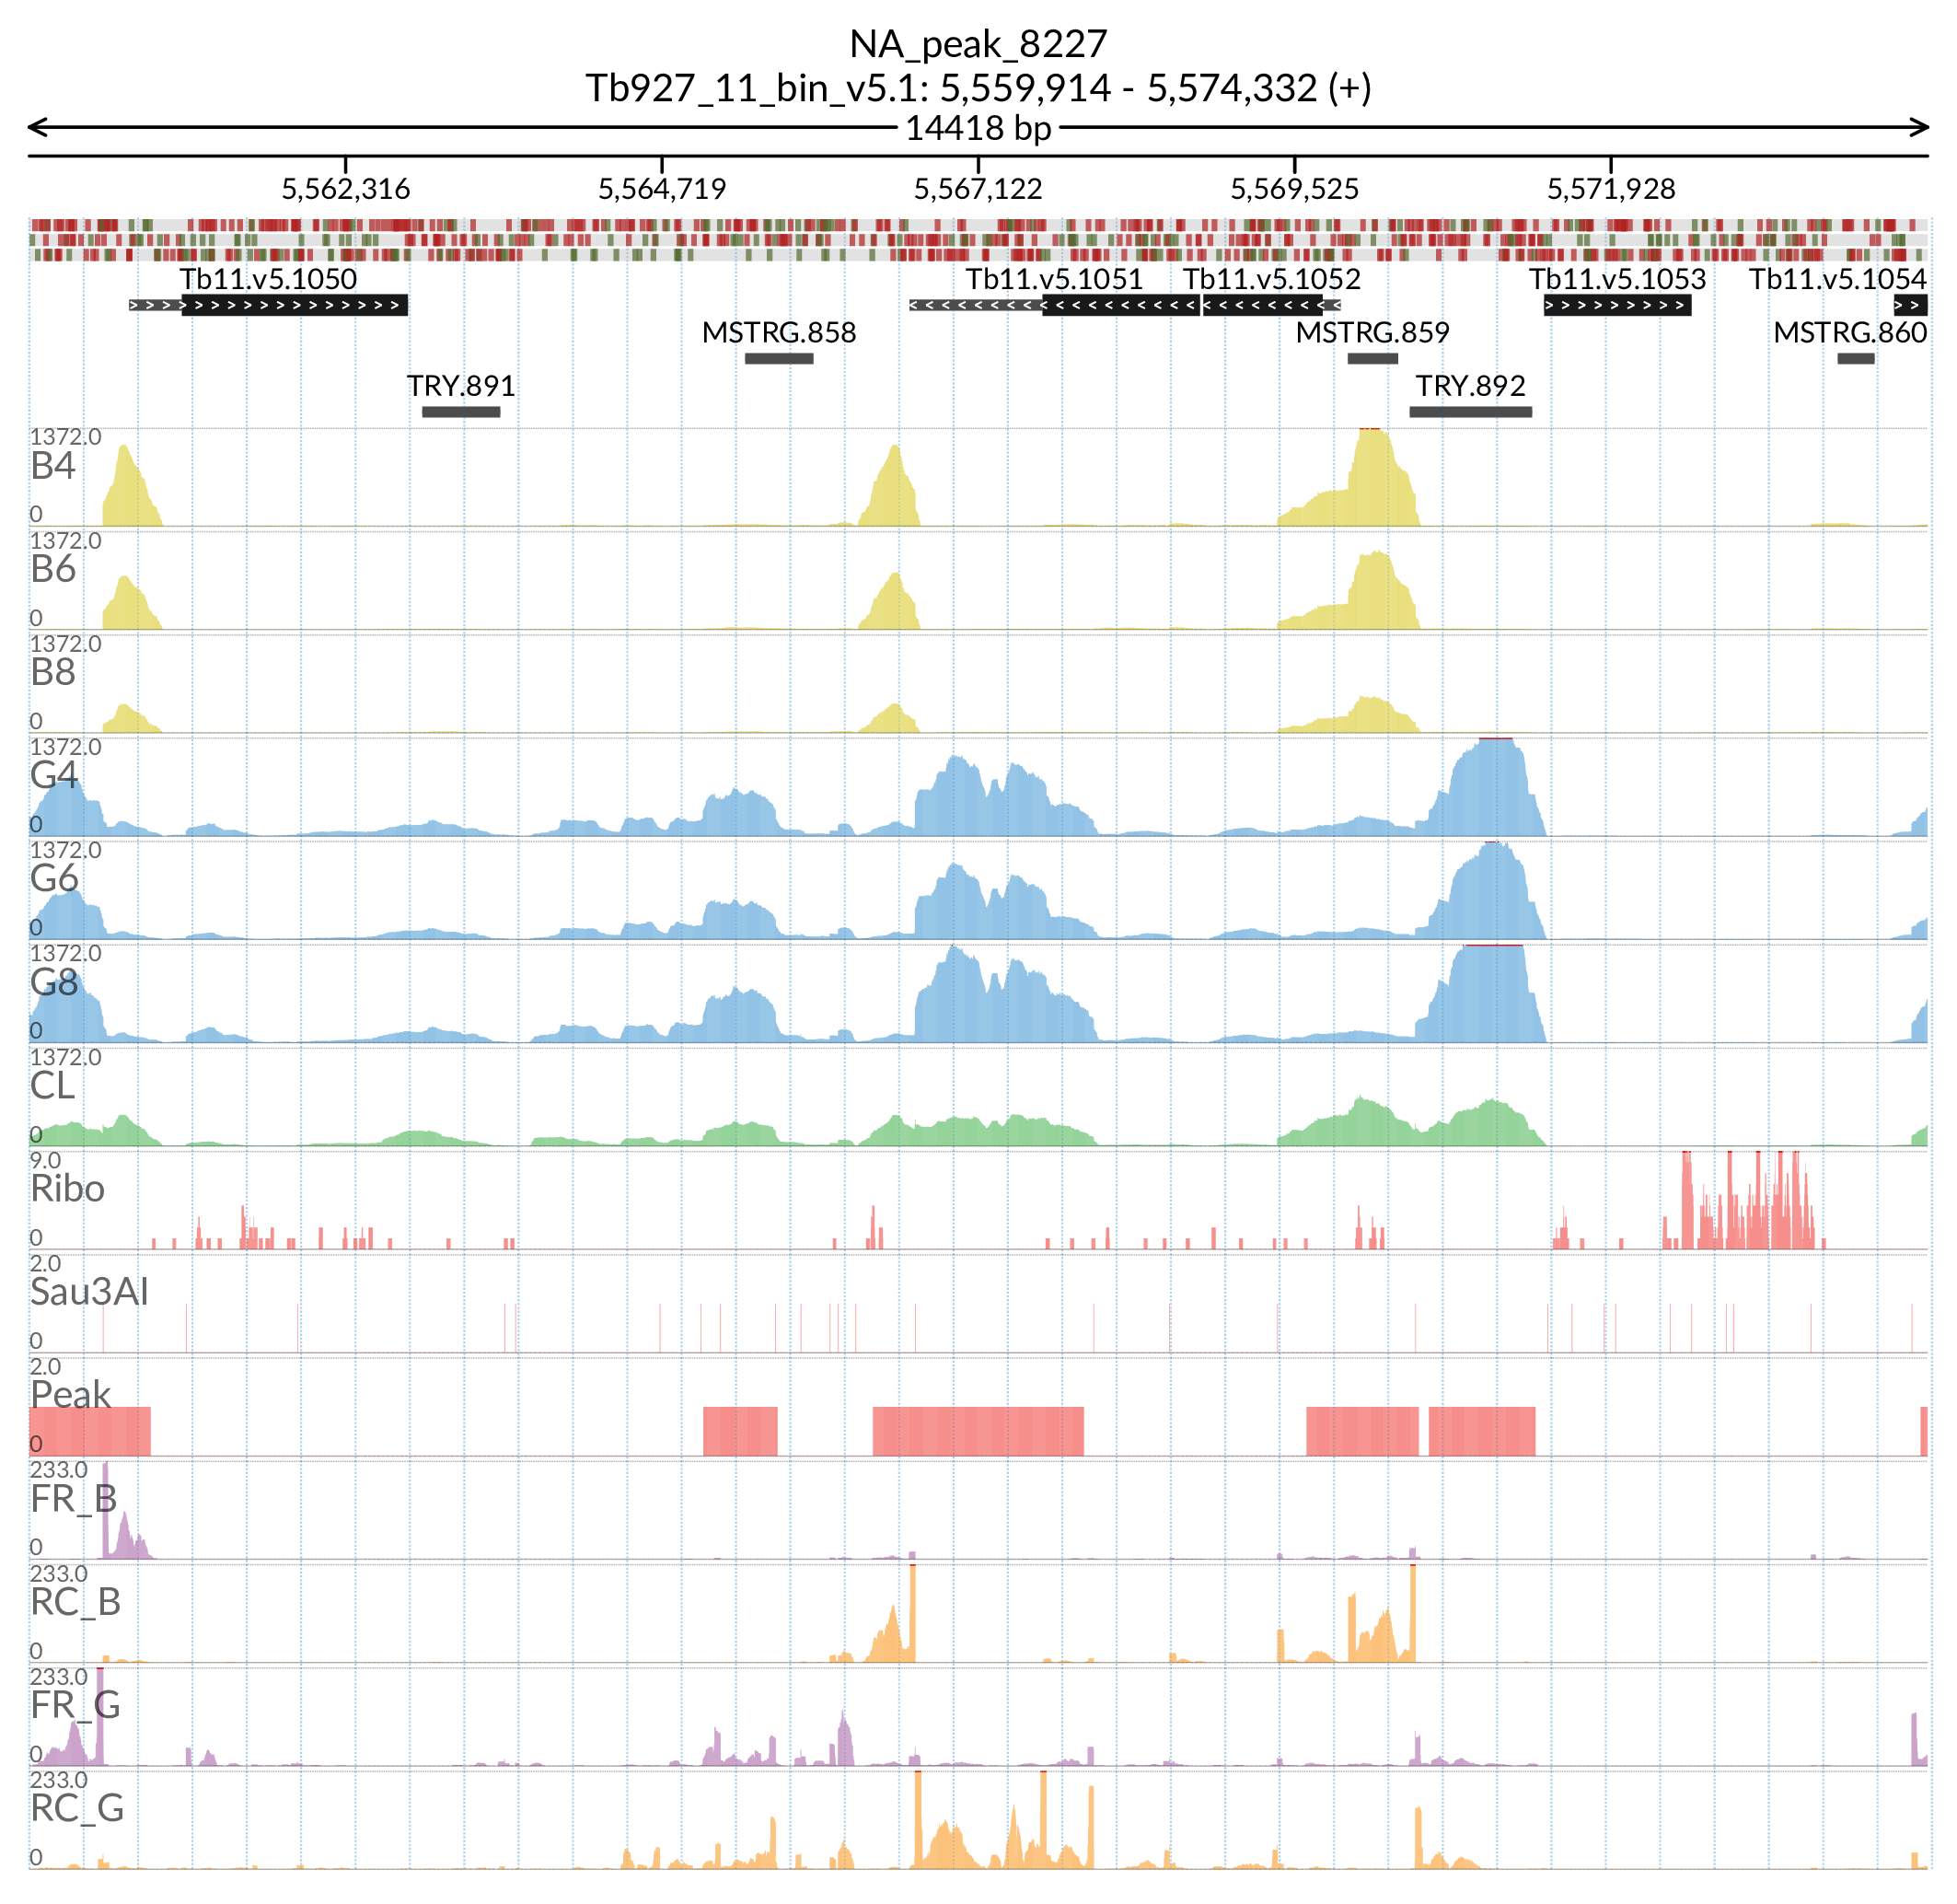 NA_peak_8227
Tb927_11_bin_v5.1: 5,559,914 - 5,574,332 (+)
14418 bp
5,562,316 5,564,719 5,567,122 5,569,525 5,571,928
Tb11.v5.1050 Tb11.v5.1051 Tb11.v5.1052 Tb11.v5.1053 Tb11.v5.1054
MSTRG.858 MSTRG.859 MSTRG.860
TRY.891 TRY.892
1372.0
B4
0
1372.0
B6
0
1372.0
B8
0
1372.0
G4
0
1372.0
G6
0
1372.0
G8
0
1372.0
CL
0
9.0
Ribo
0
2.0
Sau3AI
0
2.0
Peak
0
233.0
FR_B
0
233.0
RC_B
0
233.0
FR_G
0
233.0
RC_G
0